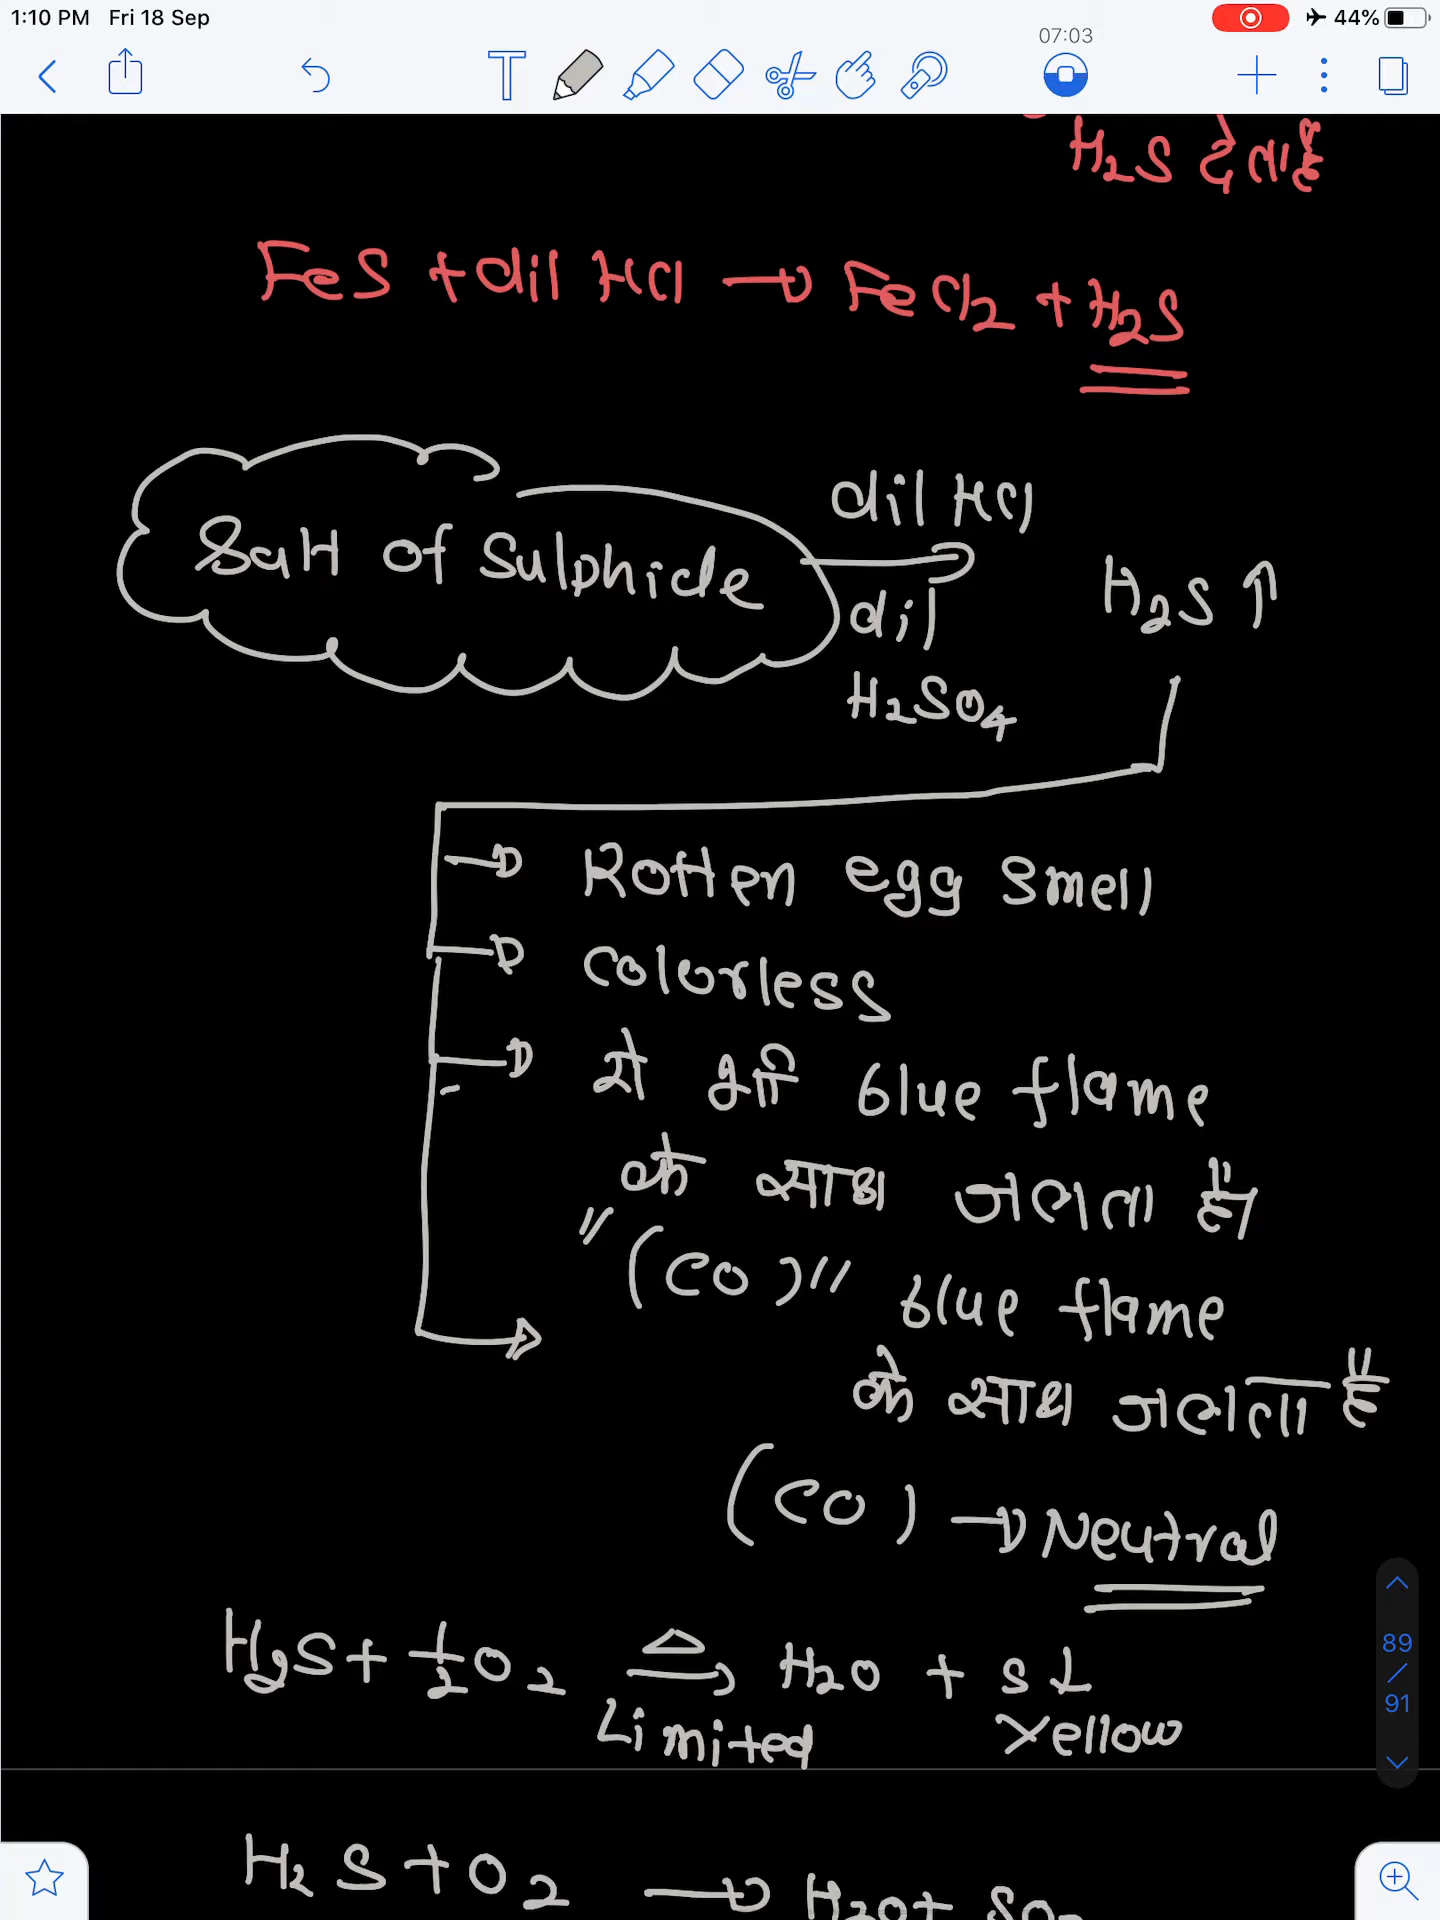 1:10 PM Fri 18 Sep
44%
07:03
H₂S देता है
FeS + dil HCl → FeCl₂ + H₂S
Salt of Sulphide
dil HCl
dil
H₂SO₄
H₂S ↑
Rotten egg smell
Colorless
ये भी blue flame
के साथ जलता है।
"(CO)" blue flame
के साथ जलता है
(CO) → Neutral
H₂S + ½O₂ △→ H₂O + S↓
Limited Yellow
89
/
91
H₂S + O₂ → H₂O + SO₂